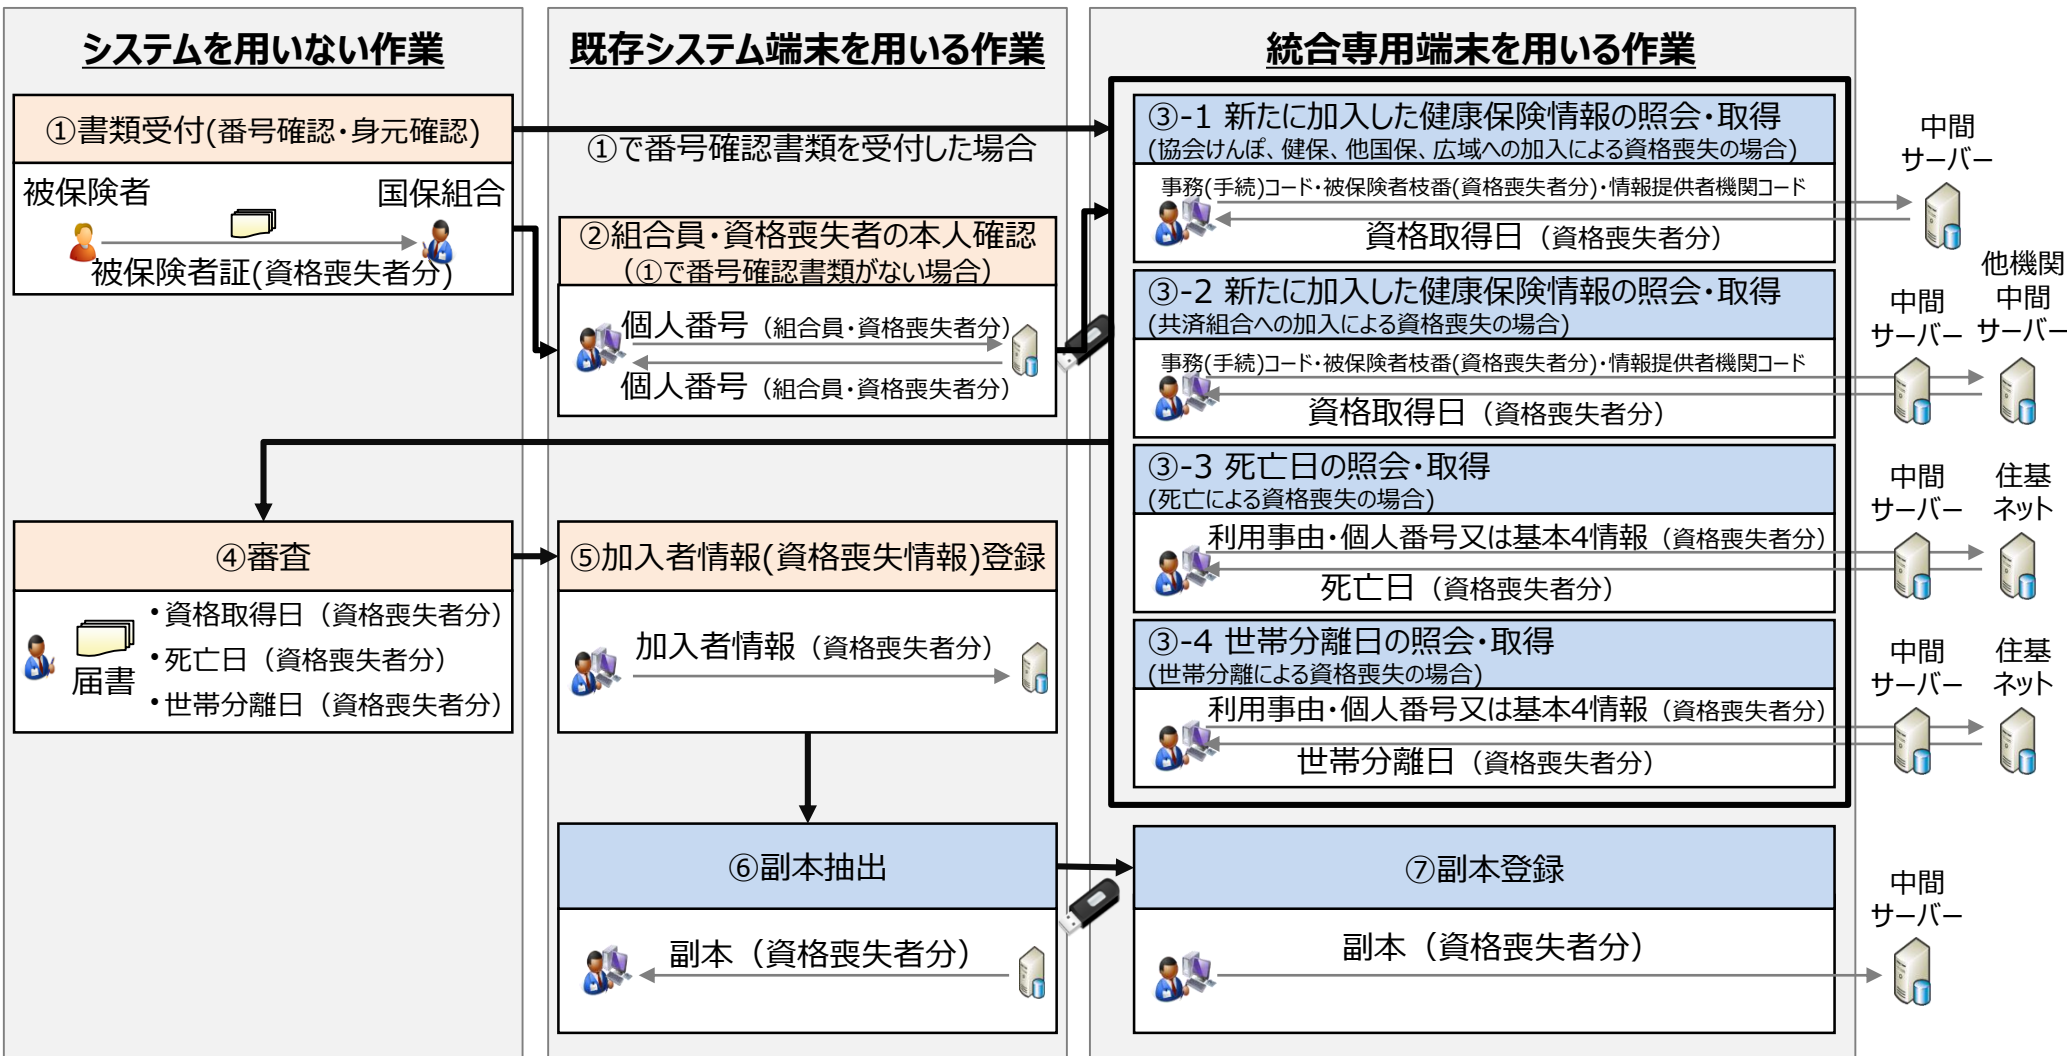 システムを用いない作業
既存システム端末を用いる作業
統合専用端末を用いる作業
①書類受付(番号確認・身元確認)
被保険者
国保組合
被保険者証(資格喪失者分)
①で番号確認書類を受付した場合
②組合員・資格喪失者の本人確認
（①で番号確認書類がない場合）
個人番号（組合員・資格喪失者分）
個人番号（組合員・資格喪失者分）
③-1 新たに加入した健康保険情報の照会・取得
(協会けんぽ、健保、他国保、広域への加入による資格喪失の場合)
事務(手続)コード・被保険者枝番(資格喪失者分)・情報提供者機関コード
資格取得日（資格喪失者分）
中間
サーバー
③-2 新たに加入した健康保険情報の照会・取得
(共済組合への加入による資格喪失の場合)
事務(手続)コード・被保険者枝番(資格喪失者分)・情報提供者機関コード
資格取得日（資格喪失者分）
中間
サーバー
他機関
中間
サーバー
③-3 死亡日の照会・取得
(死亡による資格喪失の場合)
利用事由・個人番号又は基本4情報（資格喪失者分）
死亡日（資格喪失者分）
中間
サーバー
住基
ネット
③-4 世帯分離日の照会・取得
(世帯分離による資格喪失の場合)
利用事由・個人番号又は基本4情報（資格喪失者分）
世帯分離日（資格喪失者分）
中間
サーバー
住基
ネット
④審査
届書
・資格取得日（資格喪失者分）
・死亡日（資格喪失者分）
・世帯分離日（資格喪失者分）
⑤加入者情報(資格喪失情報)登録
加入者情報（資格喪失者分）
⑥副本抽出
副本（資格喪失者分）
⑦副本登録
副本（資格喪失者分）
中間
サーバー